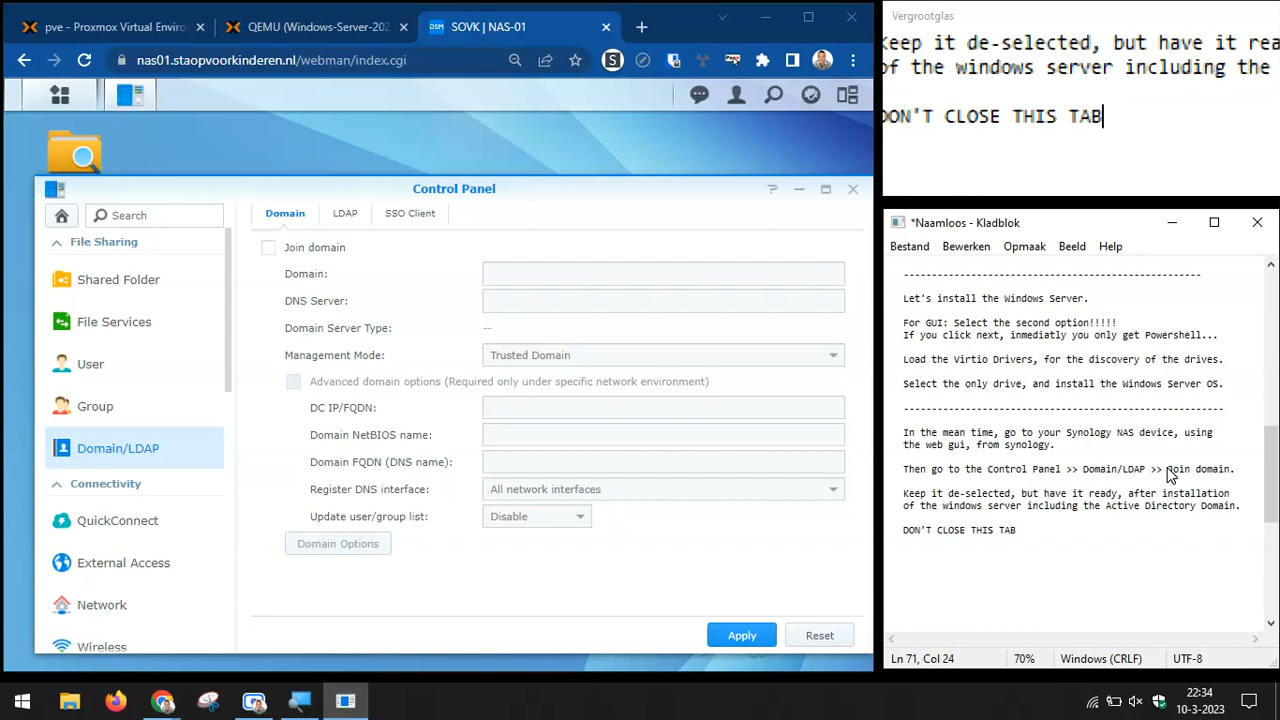 pve - Proxmox Virtual Enviro
QEMU (Windows-Server-202
DSM
SOVK | NAS-01
nas01.staopvoorkinderen.nl/webman/index.cgi
Control Panel
Search
File Sharing
Shared Folder
File Services
User
Group
Domain/LDAP
Connectivity
QuickConnect
External Access
Network
Wireless
Domain
LDAP
SSO Client
Join domain
Domain:
DNS Server:
Domain Server Type:
--
Management Mode:
Trusted Domain
Advanced domain options (Required only under specific network environment)
DC IP/FQDN:
Domain NetBIOS name:
Domain FQDN (DNS name):
Register DNS interface:
All network interfaces
Update user/group list:
Disable
Domain Options
Apply
Reset
Vergrootglas
Keep it de-selected, but have it rea
of the windows server including the
DON'T CLOSE THIS TAB
*Naamloos - Kladblok
Bestand
Bewerken
Opmaak
Beeld
Help
-------------------------------------------------------
Let's install the Windows Server.
For GUI: Select the second option!!!!!
If you click next, inmediatly you only get Powershell...
Load the Virtio Drivers, for the discovery of the drives.
Select the only drive, and install the Windows Server OS.
-----------------------------------------------------------
In the mean time, go to your Synology NAS device, using
the web gui, from synology.
Then go to the Control Panel >> Domain/LDAP >> Join domain.
Keep it de-selected, but have it ready, after installation
of the windows server including the Active Directory Domain.
DON'T CLOSE THIS TAB
Ln 71, Col 24
70%
Windows (CRLF)
UTF-8
22:34
10-3-2023